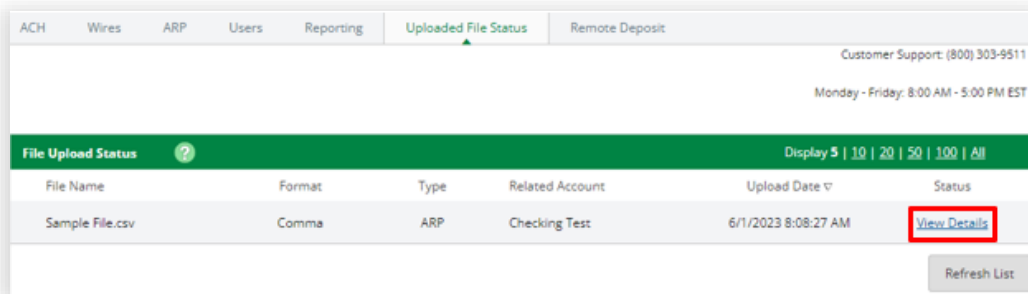 ACH Wires ARP Users Reporting Uploaded File Status Remote Deposit
Customer Support: (800) 303-9511
Monday - Friday: 8:00 AM - 5:00 PM EST
File Upload Status ? Display 5 | 10 | 20 | 50 | 100 | All
File Name Format Type Related Account Upload Date ▽ Status
Sample File.csv Comma ARP Checking Test 6/1/2023 8:08:27 AM View Details
Refresh List